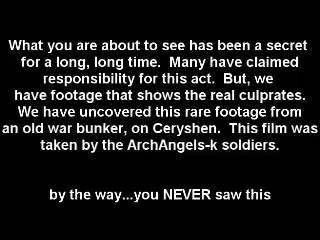 What you are about to see has been a secret
for a long, long time.  Many have claimed
responsibility for this act.  But, we
have footage that shows the real culprates.
We have uncovered this rare footage from
an old war bunker, on Ceryshen.  This film was
taken by the ArchAngels-k soldiers.
by the way...you NEVER saw this